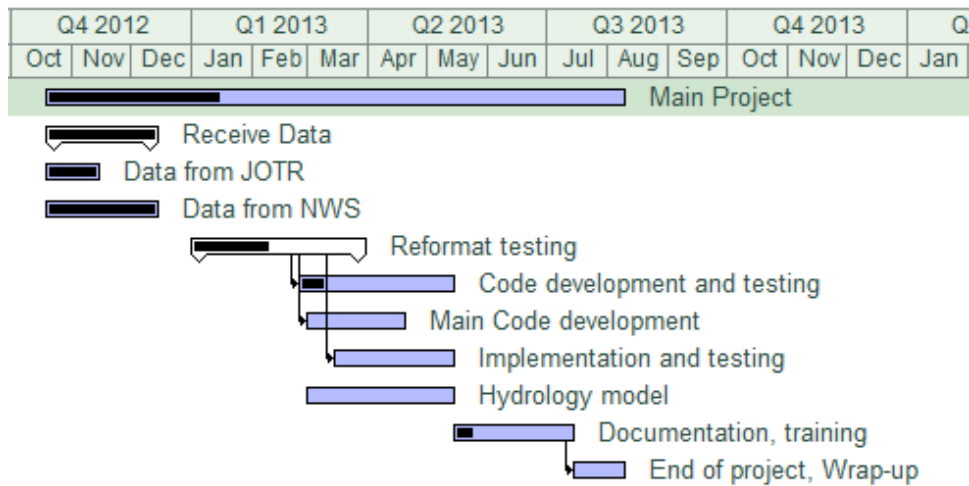 Q4 2012 Q1 2013 Q2 2013 Q3 2013 Q4 2013 Q
Oct Nov Dec Jan Feb Mar Apr May Jun Jul Aug Sep Oct Nov Dec Jan
Main Project
Receive Data
Data from JOTR
Data from NWS
Reformat testing
Code development and testing
Main Code development
Implementation and testing
Hydrology model
Documentation, training
End of project, Wrap-up